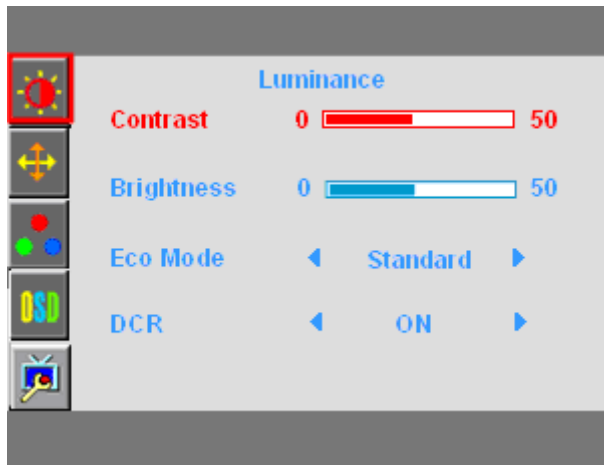 Luminance
Contrast 0 50
Brightness 0 50
Eco Mode Standard
DCR ON
OSD